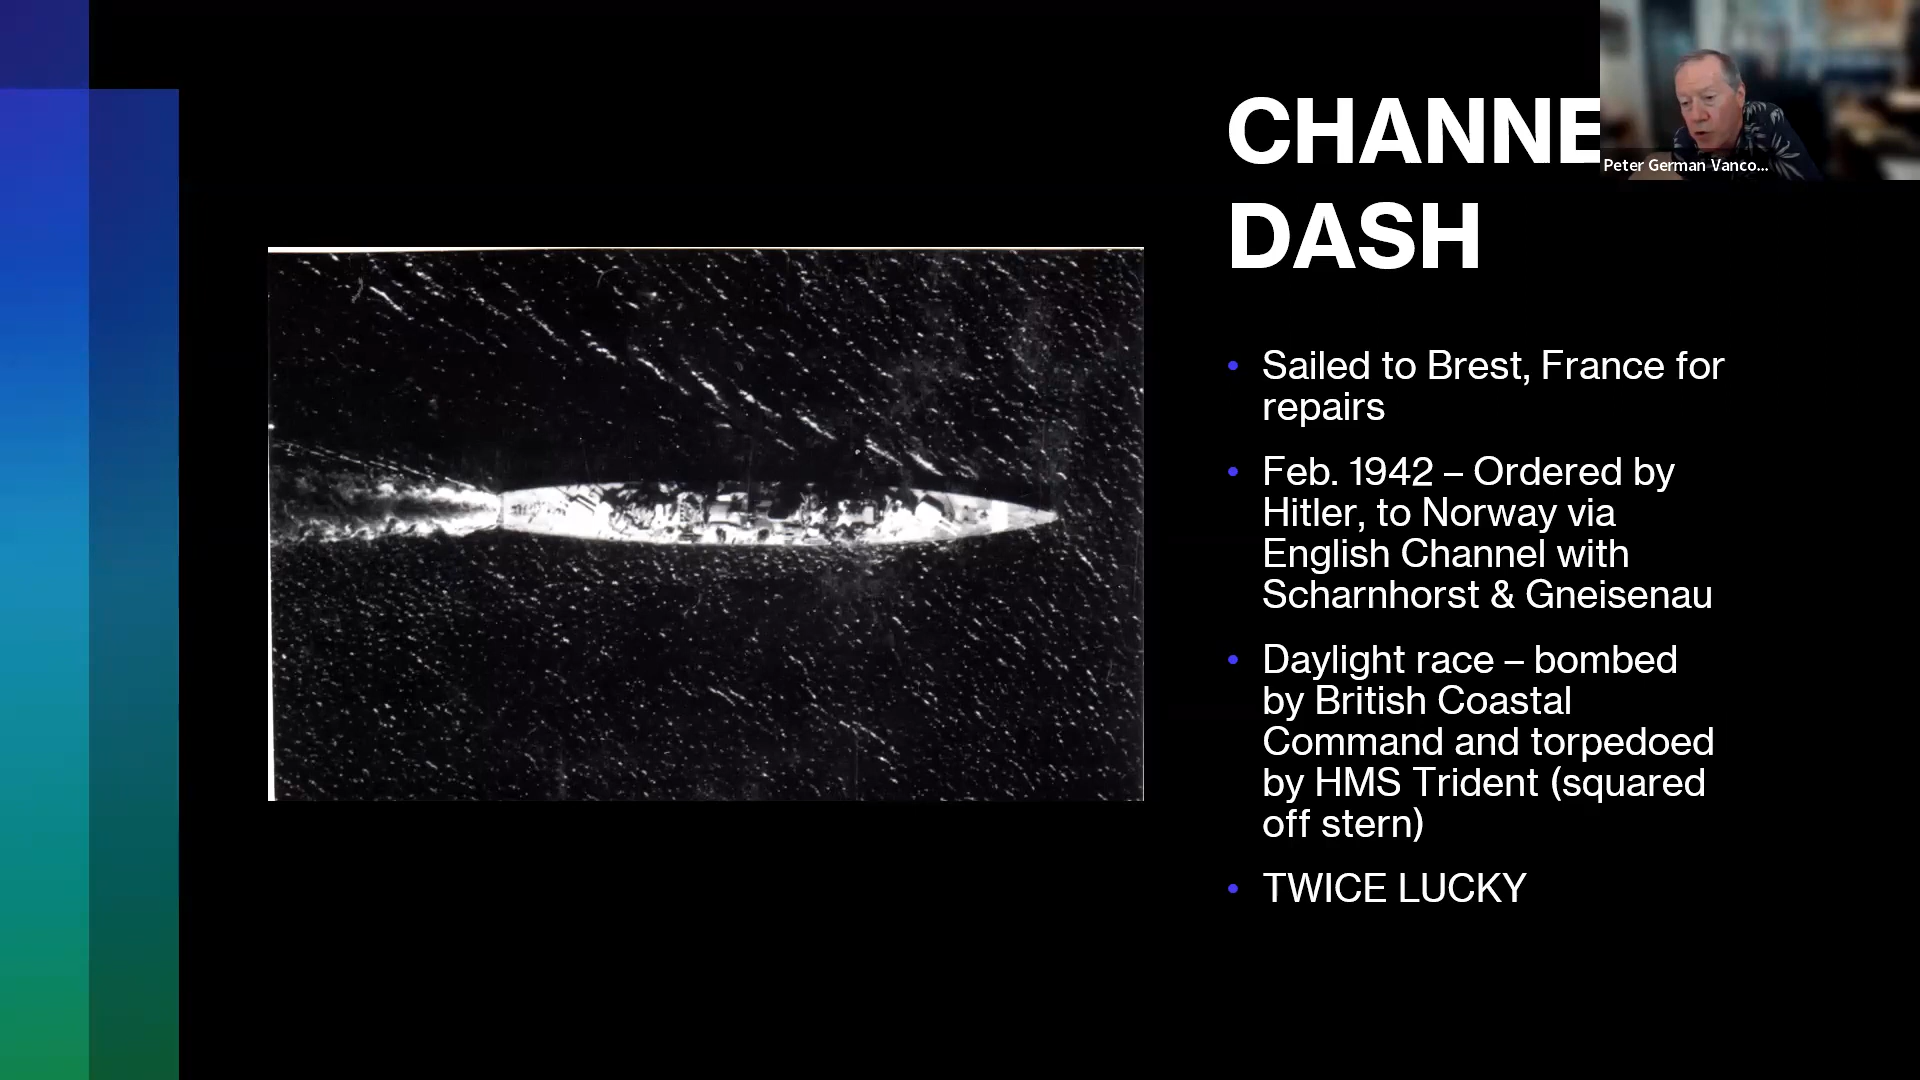 CHANNE
DASH
Peter German Vanco...
• Sailed to Brest, France for
repairs
• Feb. 1942 – Ordered by
Hitler, to Norway via
English Channel with
Scharnhorst & Gneisenau
• Daylight race – bombed
by British Coastal
Command and torpedoed
by HMS Trident (squared
off stern)
• TWICE LUCKY